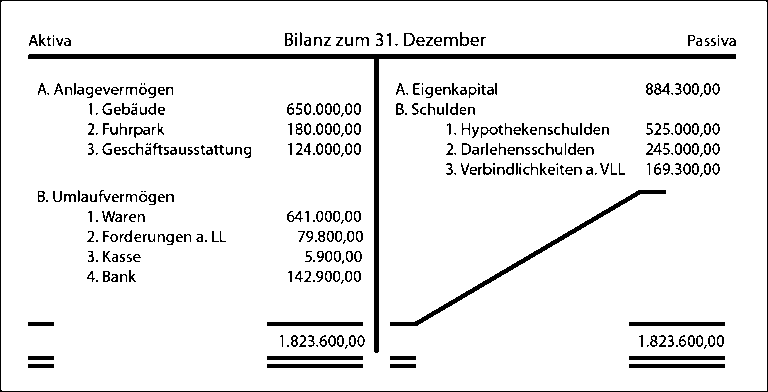 Aktiva Bilanz zum 31. Dezember Passiva
A. Anlagevermögen
1. Gebäude 650.000,00
2. Fuhrpark 180.000,00
3. Geschäftsausstattung 124.000,00
B. Umlaufvermögen
1. Waren 641.000,00
2. Forderungen a. LL 79.800,00
3. Kasse 5.900,00
4. Bank 142.900,00
1.823.600,00
A. Eigenkapital 884.300,00
B. Schulden
1. Hypothekenschulden 525.000,00
2. Darlehensschulden 245.000,00
3. Verbindlichkeiten a. VLL 169.300,00
1.823.600,00